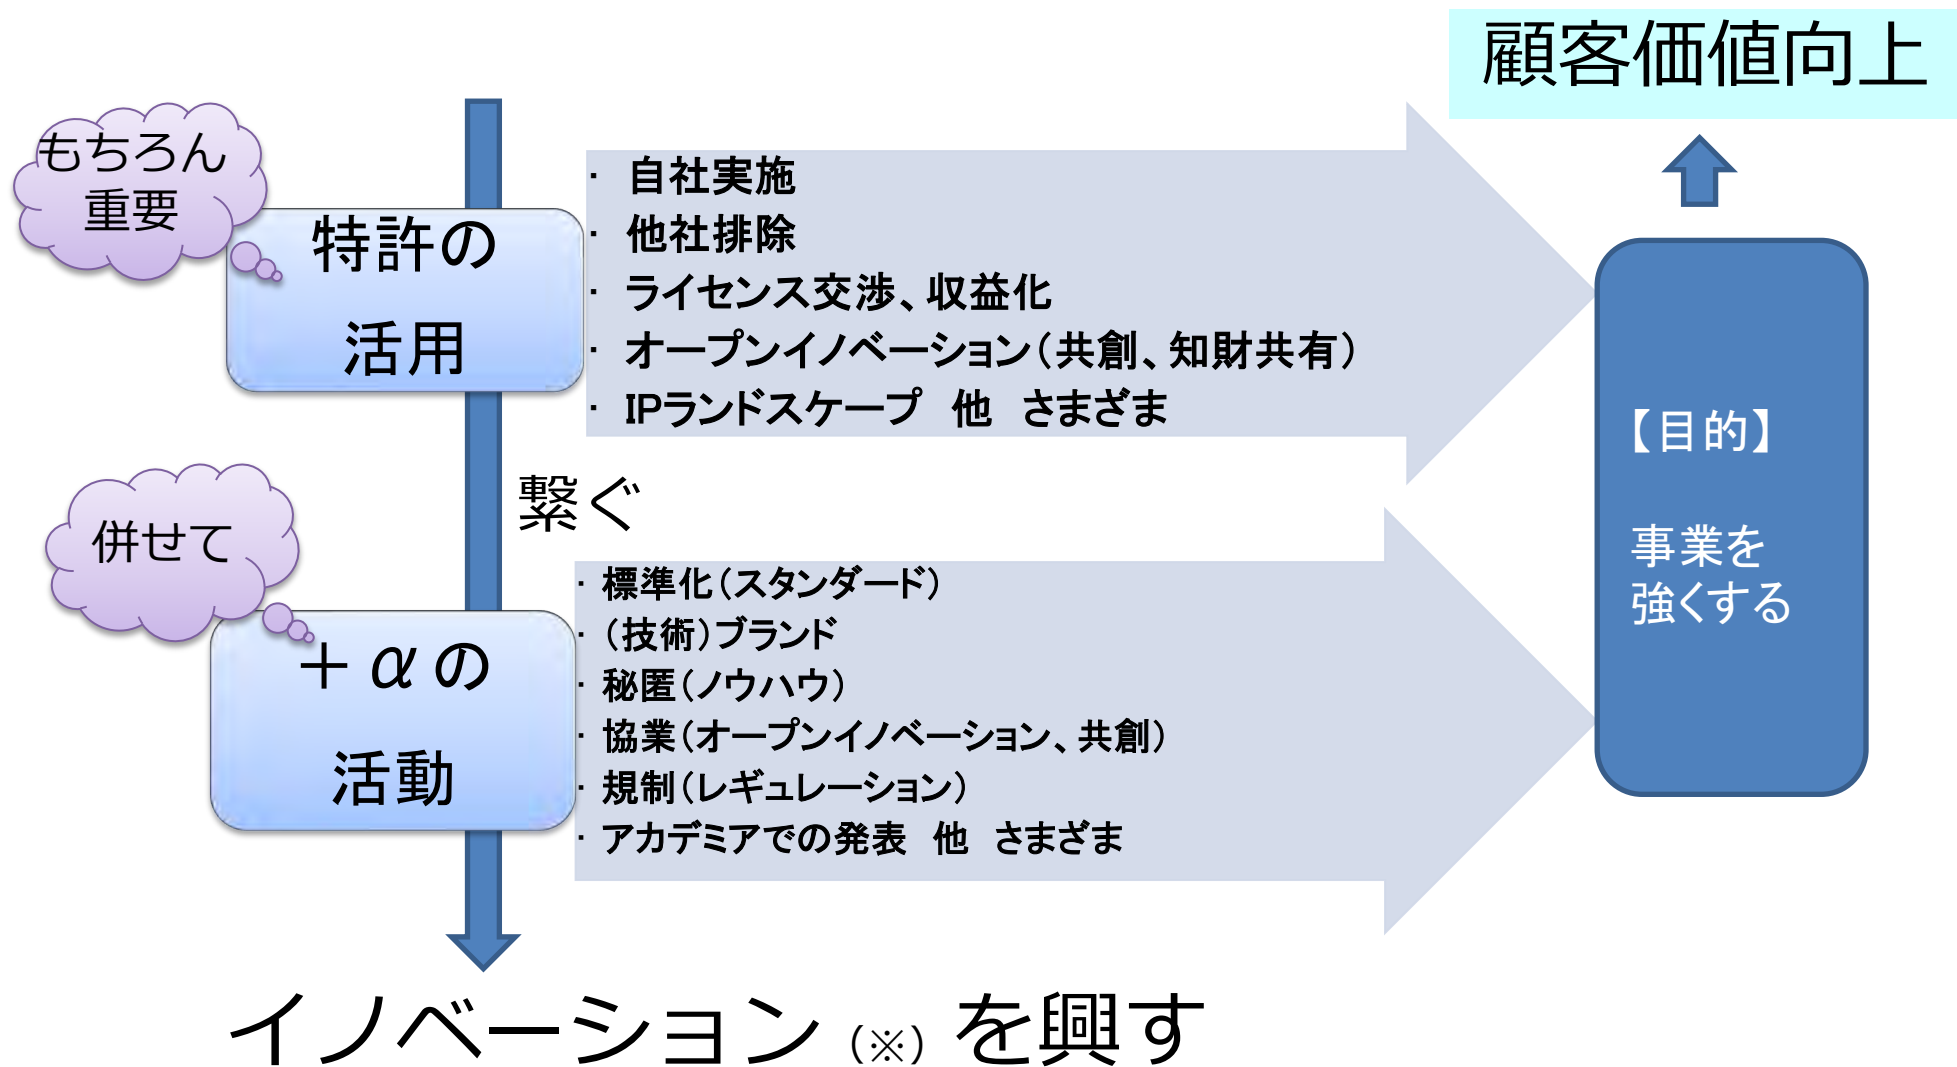 顧客価値向上
もちろん
重要
特許の
活用
・ 自社実施
・ 他社排除
・ ライセンス交渉、収益化
・ オープンイノベーション（共創、知財共有）
・ IPランドスケープ　他　さまざま
繋ぐ
併せて
＋αの
活動
・ 標準化（スタンダード）
・ （技術）ブランド
・ 秘匿（ノウハウ）
・ 協業（オープンイノベーション、共創）
・ 規制（レギュレーション）
・ アカデミアでの発表　他　さまざま
【目的】
事業を
強くする
イノベーション（※）を興す